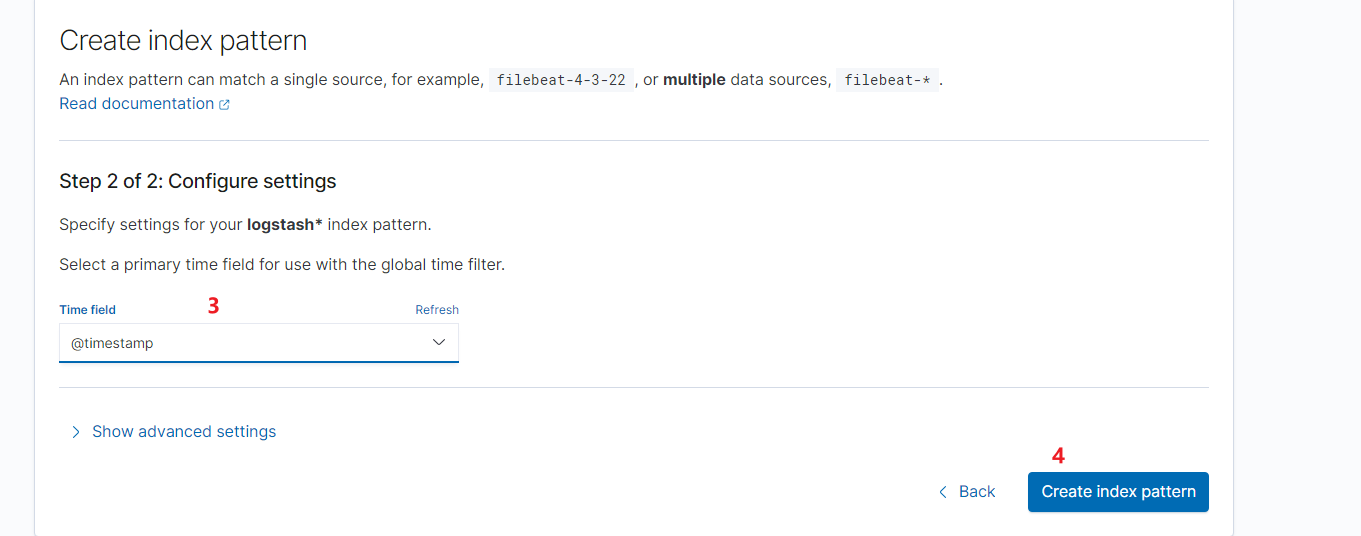 Create index pattern
An index pattern can match a single source, for example, filebeat-4-3-22 , or multiple data sources, filebeat-* .
Read documentation
Step 2 of 2: Configure settings
Specify settings for your logstash* index pattern.
Select a primary time field for use with the global time filter.
Time field 3 Refresh
@timestamp
Show advanced settings
4
Back Create index pattern